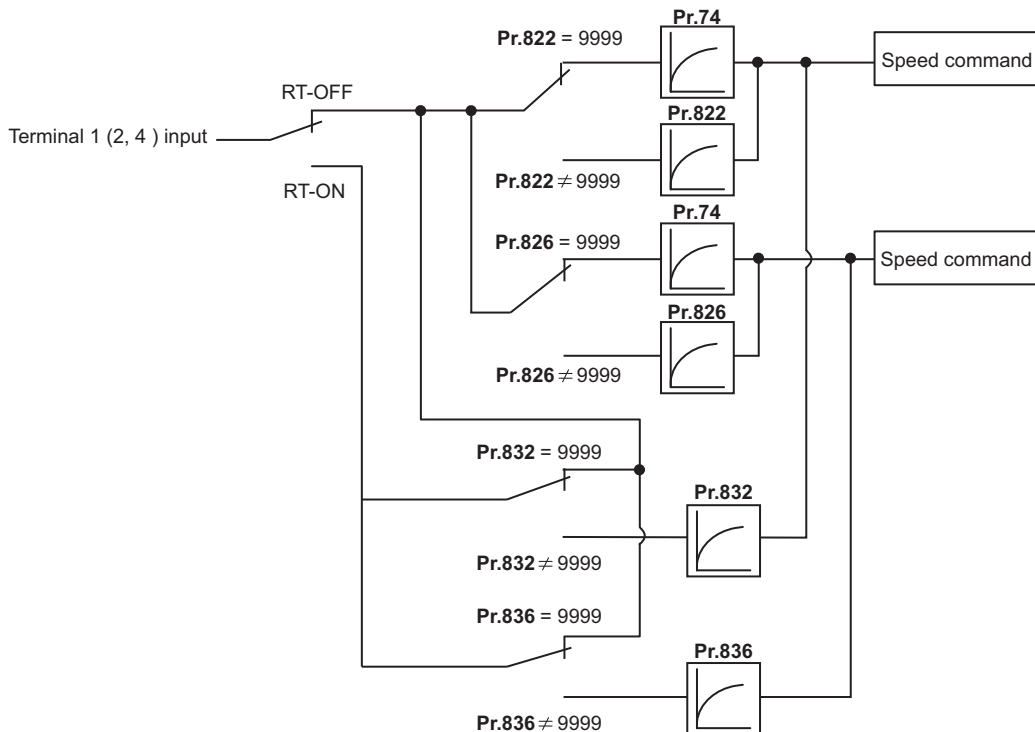 Pr.74
Pr.822 = 9999
Speed command
RT-OFF
Pr.822
Terminal 1 (2, 4 ) input
Pr.822 ≠ 9999
RT-ON
Pr.74
Pr.826 = 9999
Speed command
Pr.826
Pr.826 ≠ 9999
Pr.832 = 9999
Pr.832
Pr.832 ≠ 9999
Pr.836 = 9999
Pr.836
Pr.836 ≠ 9999